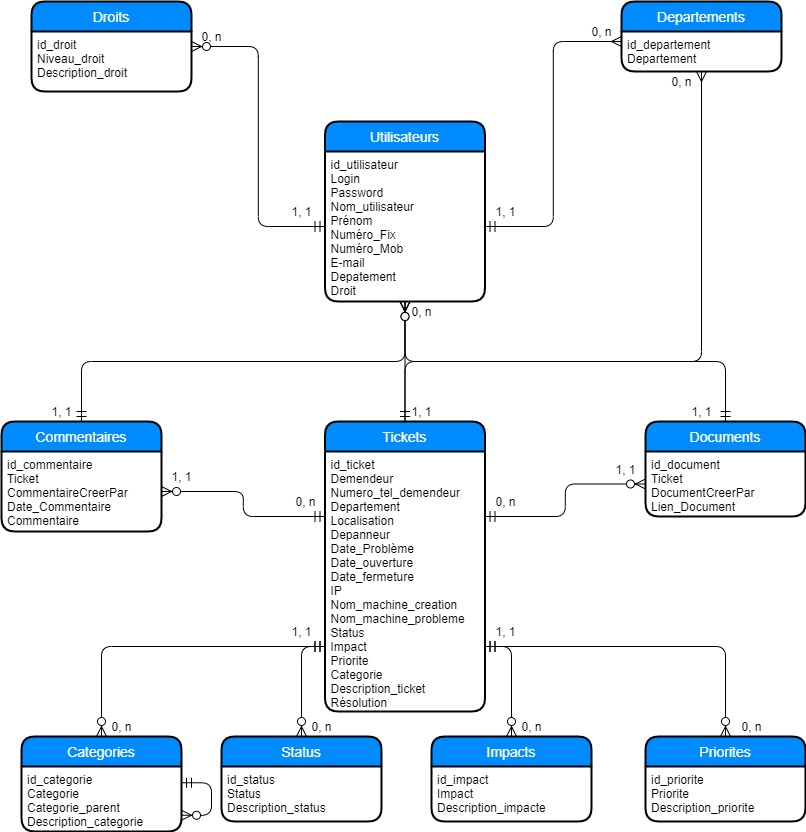 Droits
id_droit
Niveau_droit
Description_droit
0, n
Departements
id_departement
Departement
0, n
0, n
Utilisateurs
id_utilisateur
Login
Password
Nom_utilisateur
Prénom
Numéro_Fix
Numéro_Mob
E-mail
Depatement
Droit
1, 1
1, 1
0, n
1, 1
1, 1
1, 1
Commentaires
id_commentaire
Ticket
CommentaireCreerPar
Date_Commentaire
Commentaire
1, 1
0, n
Tickets
id_ticket
Demendeur
Numero_tel_demendeur
Departement
Localisation
Depanneur
Date_Problème
Date_ouverture
Date_fermeture
IP
Nom_machine_creation
Nom_machine_probleme
Status
Impact
Priorite
Categorie
Description_ticket
Résolution
Documents
id_document
Ticket
DocumentCreerPar
Lien_Document
1, 1
0, n
1, 1
1, 1
0, n
0, n
0, n
0, n
Categories
id_categorie
Categorie
Categorie_parent
Description_categorie
Status
id_status
Status
Description_status
Impacts
id_impact
Impact
Description_impacte
Priorites
id_priorite
Priorite
Description_priorite